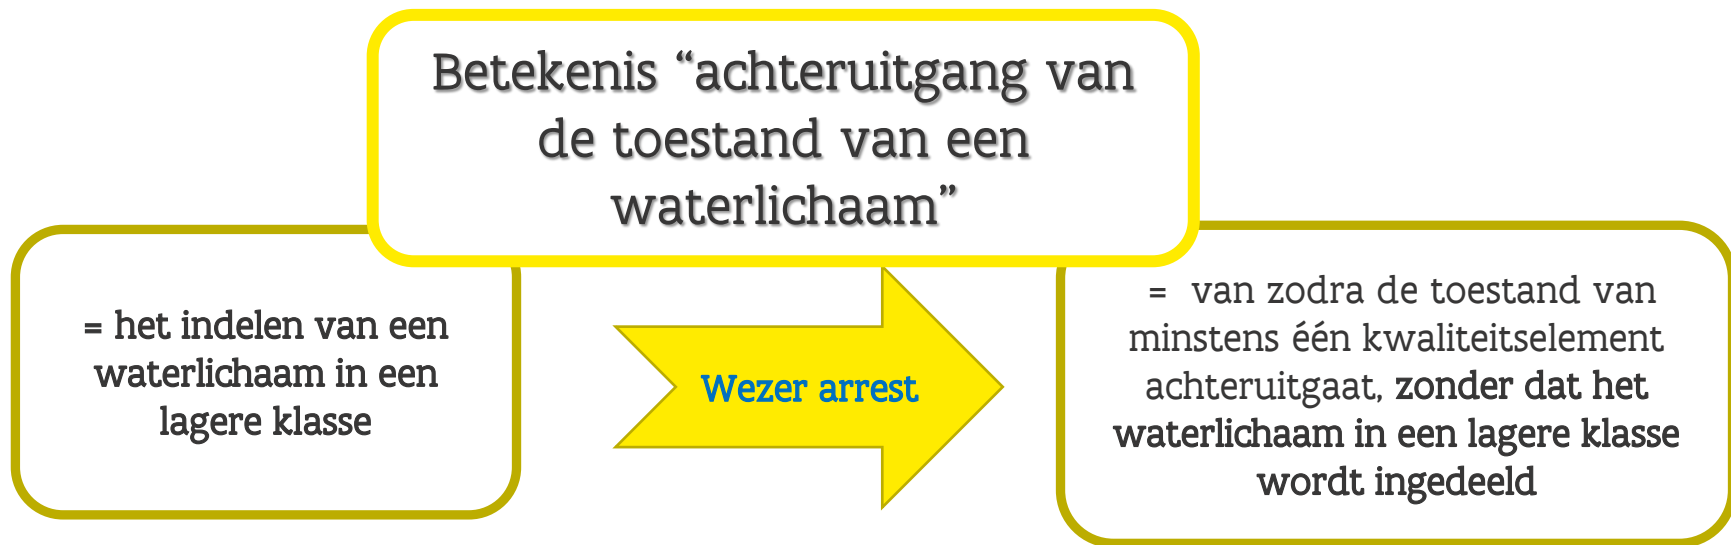 Betekenis “achteruitgang van
de toestand van een
waterlichaam”
= het indelen van een
waterlichaam in een
lagere klasse
Wezer arrest
= van zodra de toestand van
minstens één kwaliteitselement
achteruitgaat, zonder dat het
waterlichaam in een lagere klasse
wordt ingedeeld